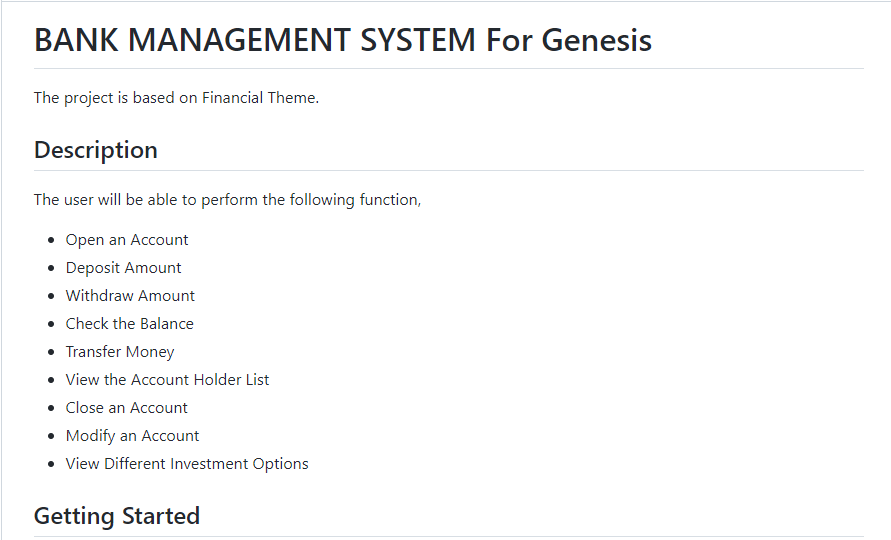 BANK MANAGEMENT SYSTEM For Genesis
The project is based on Financial Theme.
Description
The user will be able to perform the following function,
Open an Account
Deposit Amount
Withdraw Amount
Check the Balance
Transfer Money
View the Account Holder List
Close an Account
Modify an Account
View Different Investment Options
Getting Started